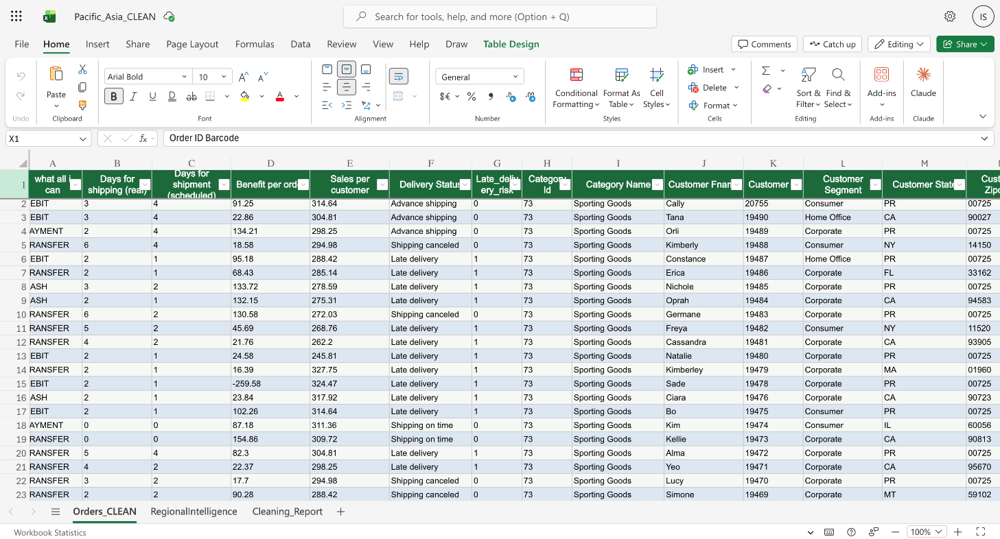 Pacific_Asia_CLEAN Search for tools, help, and more (Option + Q) IS
File Home Insert Share Page Layout Formulas Data Review View Help Draw Table Design Comments Catch up Editing Share
Arial Bold 10 General Insert
Paste B I U D ab A $€ % Conditional Formatting Format As Table Cell Styles Delete Sort & Filter Find & Select Add-ins Claude
Format
Undo Clipboard Font Alignment Number Styles Cells Editing Add-ins Claude
X1 fx Order ID Barcode
A B C D E F G H I J K L M
1 what all i can Days for shipping (real) Days for shipment (scheduled) Benefit per ord Sales per customer Delivery Status Late_delivery_risk Category Id Category Name Customer Fnam Customer Customer Segment Customer State Cust Zipc
2 EBIT 3 4 91.25 314.64 Advance shipping 0 73 Sporting Goods Cally 20755 Consumer PR 00725
3 EBIT 3 4 22.86 304.81 Advance shipping 0 73 Sporting Goods Tana 19490 Home Office CA 90027
4 AYMENT 2 4 134.21 298.25 Advance shipping 0 73 Sporting Goods Orli 19489 Corporate PR 00725
5 RANSFER 6 4 18.58 294.98 Shipping canceled 0 73 Sporting Goods Kimberly 19488 Consumer NY 14150
6 EBIT 2 1 95.18 288.42 Late delivery 1 73 Sporting Goods Constance 19487 Home Office PR 00725
7 RANSFER 2 1 68.43 285.14 Late delivery 1 73 Sporting Goods Erica 19486 Corporate FL 33162
8 ASH 3 2 133.72 278.59 Late delivery 1 73 Sporting Goods Nichole 19485 Corporate PR 00725
9 ASH 2 1 132.15 275.31 Late delivery 1 73 Sporting Goods Oprah 19484 Corporate CA 94583
10 RANSFER 6 2 130.58 272.03 Shipping canceled 0 73 Sporting Goods Germane 19483 Corporate PR 00725
11 RANSFER 5 2 45.69 268.76 Late delivery 1 73 Sporting Goods Freya 19482 Consumer NY 11520
12 RANSFER 4 2 21.76 262.2 Late delivery 1 73 Sporting Goods Cassandra 19481 Corporate CA 93905
13 EBIT 2 1 24.58 245.81 Late delivery 1 73 Sporting Goods Natalie 19480 Corporate PR 00725
14 RANSFER 2 1 16.39 327.75 Late delivery 1 73 Sporting Goods Kimberley 19479 Corporate MA 01960
15 EBIT 2 1 -259.58 324.47 Late delivery 1 73 Sporting Goods Sade 19478 Corporate PR 00725
16 ASH 2 1 23.84 317.92 Late delivery 1 73 Sporting Goods Ciara 19476 Corporate CA 90723
17 EBIT 2 1 102.26 314.64 Late delivery 1 73 Sporting Goods Bo 19475 Consumer PR 00725
18 AYMENT 0 0 87.18 311.36 Shipping on time 0 73 Sporting Goods Kim 19474 Consumer IL 60056
19 RANSFER 0 0 154.86 309.72 Shipping on time 0 73 Sporting Goods Kellie 19473 Corporate CA 90813
20 RANSFER 5 4 82.3 304.81 Late delivery 1 73 Sporting Goods Alma 19472 Corporate PR 00725
21 RANSFER 4 2 22.37 298.25 Late delivery 1 73 Sporting Goods Yeo 19471 Corporate CA 95670
22 RANSFER 3 2 17.7 294.98 Shipping canceled 0 73 Sporting Goods Lucy 19470 Corporate PR 00725
23 RANSFER 2 2 90.28 288.42 Shipping canceled 0 73 Sporting Goods Simone 19469 Corporate MT 59102
Orders_CLEAN RegionalIntelligence Cleaning_Report
Workbook Statistics 100%